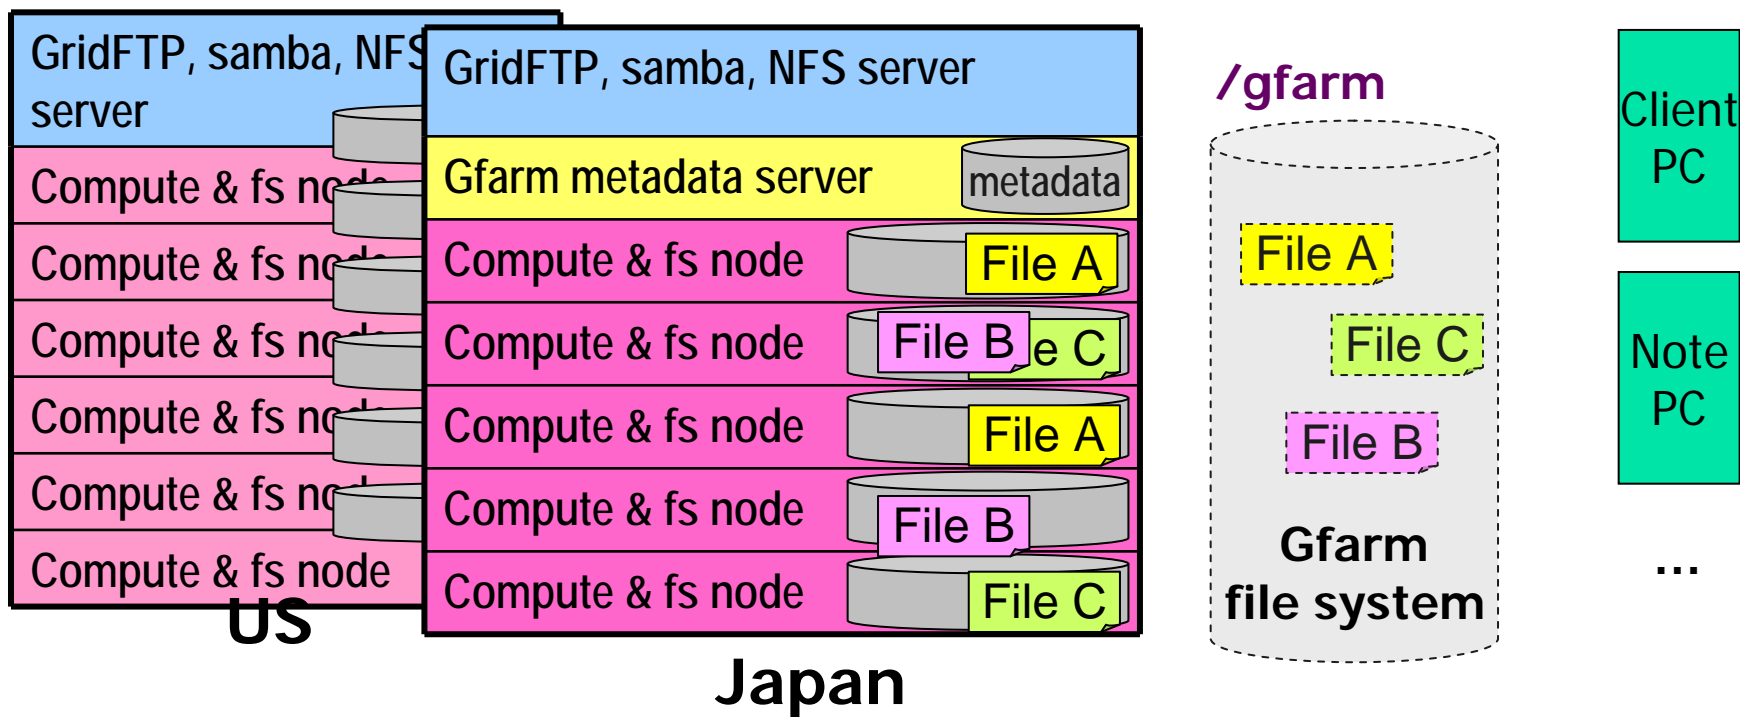 GridFTP, samba, NFS
server
Compute & fs node
Compute & fs node
Compute & fs node
Compute & fs node
Compute & fs node
Compute & fs node
US
GridFTP, samba, NFS server
Gfarm metadata server
metadata
Compute & fs node
File A
Compute & fs node
File B
e C
Compute & fs node
File A
Compute & fs node
File B
Compute & fs node
File C
Japan
/gfarm
File A
File C
File B
Gfarm
file system
Client
PC
Note
PC
...